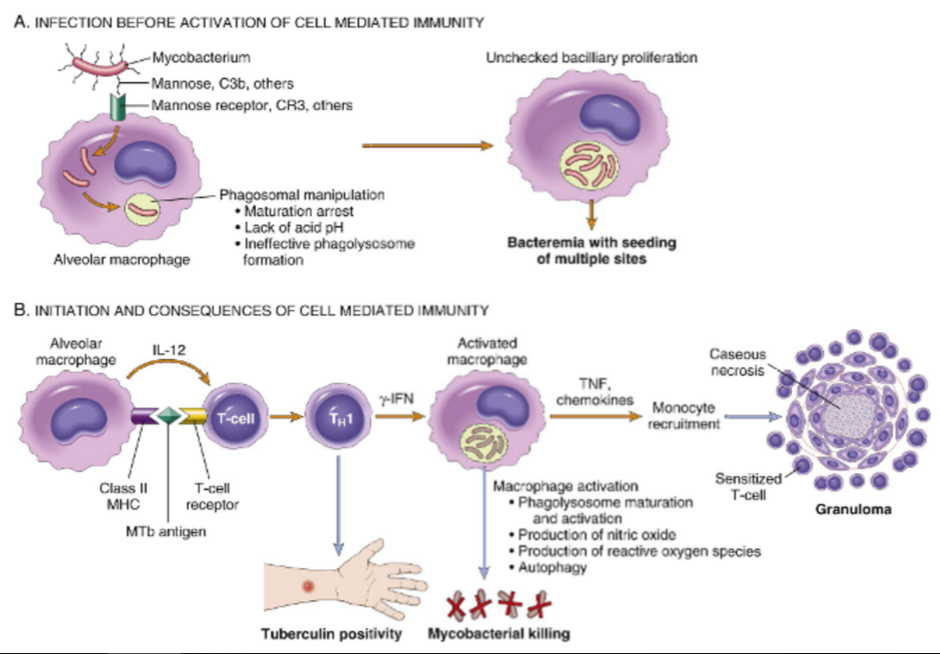 A. INFECTION BEFORE ACTIVATION OF CELL MEDIATED IMMUNITY
Mycobacterium
Mannose, C3b, others
Mannose receptor, CR3, others
Phagosomal manipulation
• Maturation arrest
• Lack of acid pH
• Ineffective phagolysosome
formation
Alveolar macrophage
Unchecked bacilliary proliferation
Bacteremia with seeding
of multiple sites
B. INITIATION AND CONSEQUENCES OF CELL MEDIATED IMMUNITY
Alveolar
macrophage
IL-12
T-cell
Class II
MHC
T-cell
receptor
MTb antigen
TH1
γ-IFN
Activated
macrophage
TNF,
chemokines
Monocyte
recruitment
Caseous
necrosis
Sensitized
T-cell
Granuloma
Macrophage activation
• Phagolysosome maturation
and activation
• Production of nitric oxide
• Production of reactive oxygen species
• Autophagy
Tuberculin positivity
Mycobacterial killing